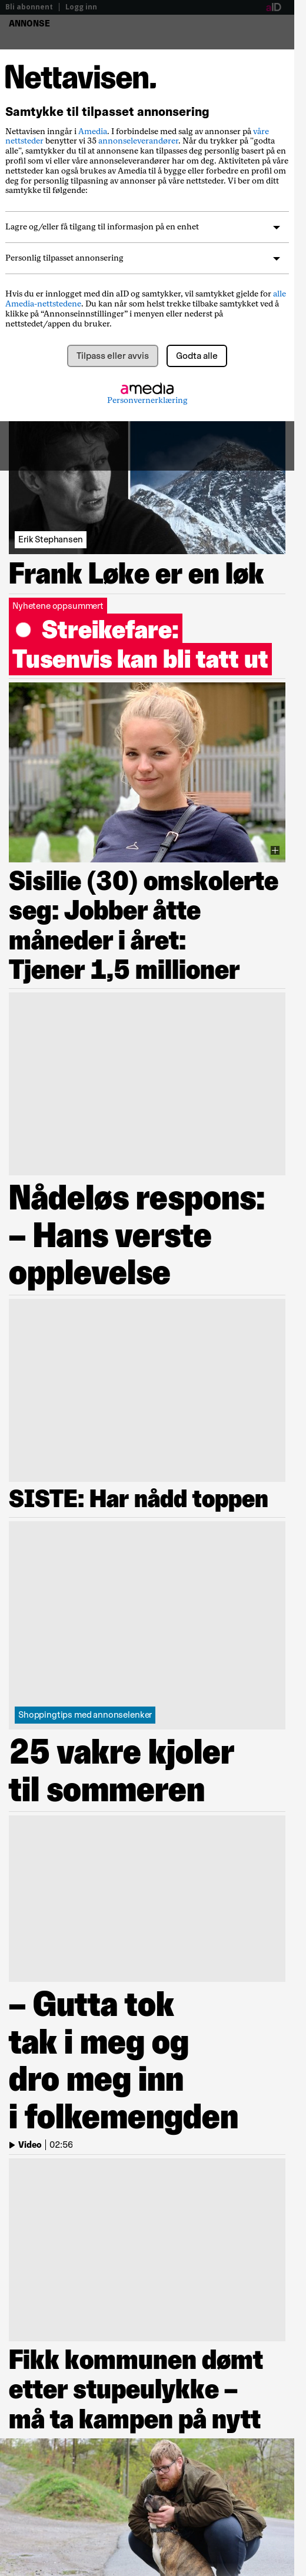 Bli abonnent | Logg inn
aID
ANNONSE
Nettavisen.
Samtykke til tilpasset annonsering
Nettavisen inngår i Amedia. I forbindelse med salg av annonser på våre
nettsteder benytter vi 35 annonseleverandører. Når du trykker på "godta
alle", samtykker du til at annonsene kan tilpasses deg personlig basert på en
profil som vi eller våre annonseleverandører har om deg. Aktiviteten på våre
nettsteder kan også brukes av Amedia til å bygge eller forbedre en profil om
deg for personlig tilpasning av annonser på våre nettsteder. Vi ber om ditt
samtykke til følgende:
Lagre og/eller få tilgang til informasjon på en enhet
Personlig tilpasset annonsering
Hvis du er innlogget med din aID og samtykker, vil samtykket gjelde for alle
Amedia-nettstedene. Du kan når som helst trekke tilbake samtykket ved å
klikke på “Annonseinnstillinger” i menyen eller nederst på
nettstedet/appen du bruker.
Tilpass eller avvis
Godta alle
amedia
Personvernerklæring
Erik Stephansen
Frank Løke er en løk
Nyhetene oppsummert
Streikefare:
Tusenvis kan bli tatt ut
Sisilie (30) omskolerte
seg: Jobber åtte
måneder i året:
Tjener 1,5 millioner
Nådeløs respons:
– Hans verste
opplevelse
SISTE: Har nådd toppen
Shoppingtips med annonselenker
25 vakre kjoler
til sommeren
– Gutta tok
tak i meg og
dro meg inn
i folkemengden
Video | 02:56
Fikk kommunen dømt
etter stupeulykke –
må ta kampen på nytt